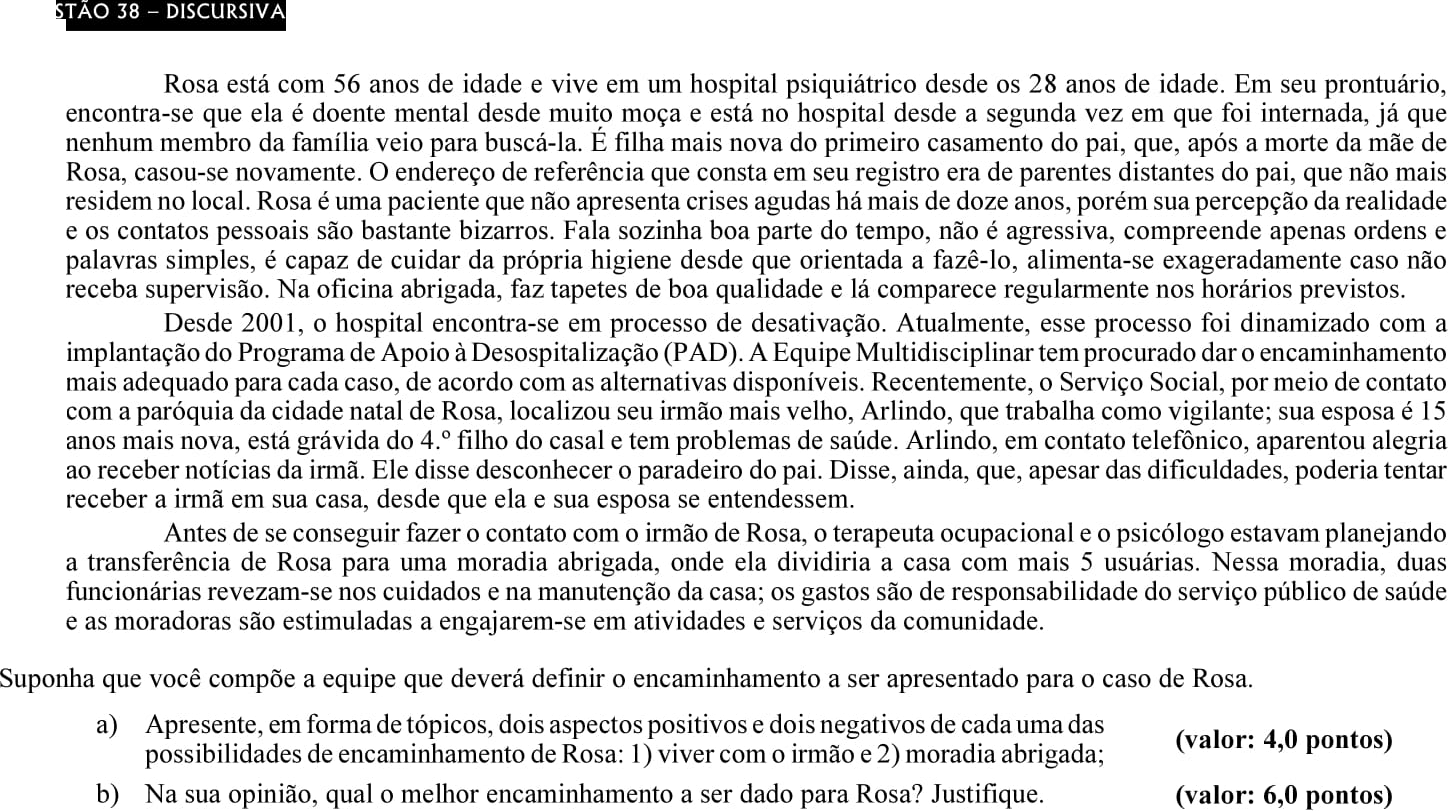 STÃO 38 – DISCURSIVA
Rosa está com 56 anos de idade e vive em um hospital psiquiátrico desde os 28 anos de idade. Em seu prontuário,
encontra-se que ela é doente mental desde muito moça e está no hospital desde a segunda vez em que foi internada, já que
nenhum membro da família veio para buscá-la. É filha mais nova do primeiro casamento do pai, que, após a morte da mãe de
Rosa, casou-se novamente. O endereço de referência que consta em seu registro era de parentes distantes do pai, que não mais
residem no local. Rosa é uma paciente que não apresenta crises agudas há mais de doze anos, porém sua percepção da realidade
e os contatos pessoais são bastante bizarros. Fala sozinha boa parte do tempo, não é agressiva, compreende apenas ordens e
palavras simples, é capaz de cuidar da própria higiene desde que orientada a fazê-lo, alimenta-se exageradamente caso não
receba supervisão. Na oficina abrigada, faz tapetes de boa qualidade e lá comparece regularmente nos horários previstos.
Desde 2001, o hospital encontra-se em processo de desativação. Atualmente, esse processo foi dinamizado com a
implantação do Programa de Apoio à Desospitalização (PAD). A Equipe Multidisciplinar tem procurado dar o encaminhamento
mais adequado para cada caso, de acordo com as alternativas disponíveis. Recentemente, o Serviço Social, por meio de contato
com a paróquia da cidade natal de Rosa, localizou seu irmão mais velho, Arlindo, que trabalha como vigilante; sua esposa é 15
anos mais nova, está grávida do 4.º filho do casal e tem problemas de saúde. Arlindo, em contato telefônico, aparentou alegria
ao receber notícias da irmã. Ele disse desconhecer o paradeiro do pai. Disse, ainda, que, apesar das dificuldades, poderia tentar
receber a irmã em sua casa, desde que ela e sua esposa se entendessem.
Antes de se conseguir fazer o contato com o irmão de Rosa, o terapeuta ocupacional e o psicólogo estavam planejando
a transferência de Rosa para uma moradia abrigada, onde ela dividiria a casa com mais 5 usuárias. Nessa moradia, duas
funcionárias revezam-se nos cuidados e na manutenção da casa; os gastos são de responsabilidade do serviço público de saúde
e as moradoras são estimuladas a engajarem-se em atividades e serviços da comunidade.
Suponha que você compõe a equipe que deverá definir o encaminhamento a ser apresentado para o caso de Rosa.
a) Apresente, em forma de tópicos, dois aspectos positivos e dois negativos de cada uma das
possibilidades de encaminhamento de Rosa: 1) viver com o irmão e 2) moradia abrigada; (valor: 4,0 pontos)
b) Na sua opinião, qual o melhor encaminhamento a ser dado para Rosa? Justifique. (valor: 6,0 pontos)